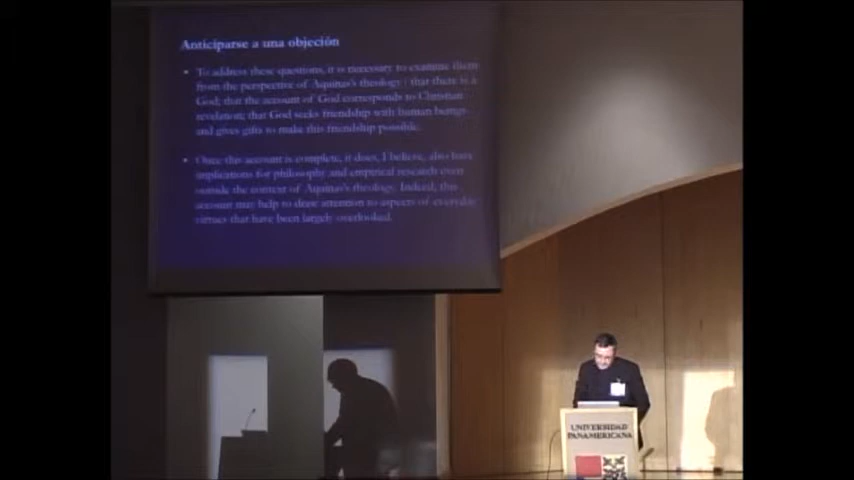 Anticiparse a una objeción
• To address these questions, it is necessary to examine them
from the perspective of Aquinas's theology: that there is a
God; that the account of God corresponds to Christian
revelation; that God seeks friendship with human beings
and gives gifts to make this friendship possible.
• Once this account is complete, it does, I believe, also have
implications for philosophy and empirical research even
outside the context of Aquinas's theology. Indeed, this
account may help to draw attention to aspects of everyday
virtues that have been largely overlooked.
UNIVERSIDAD
PANAMERICANA